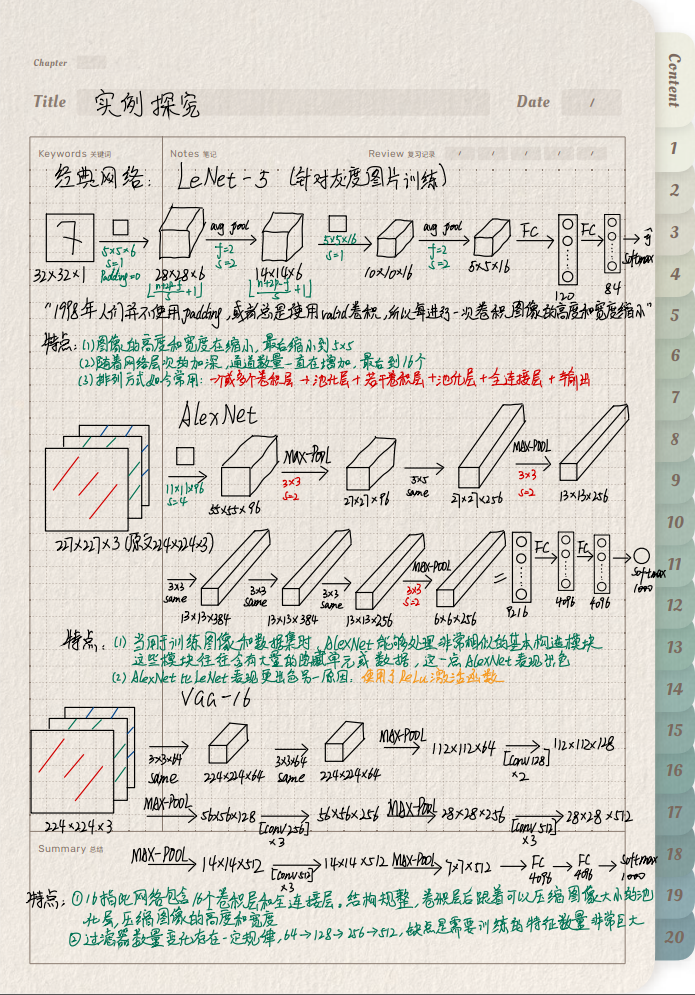 Chapter
Title 实例探究 Date /
Content
Keywords 关键词 Notes 笔记 Review 复习记录 / / / / /
经典网络: LeNet-5 (针对灰度图片训练)
7
32×32×1
5×5×6
s=1
Padding=0
28×28×6
⌊(n+2p-f)/s +1⌋
avg pool
f=2
s=2
14×14×6
⌊(n+2p-f)/s +1⌋
5×5×16
s=1
10×10×16
avg pool
f=2
s=2
5×5×16
FC
120
FC
84
ŷ
softmax
"1998年人们并不使用padding, 或者总是使用valid卷积,所以每进行一次卷积,图像的高度和宽度缩小"
特点: (1)图像的高度和宽度在缩小, 最后缩小到5×5
(2)随着网络层次的加深, 通道数量一直在增加, 最后到16个
(3)排列方式如今常用: 一个或多个卷积层 → 池化层 + 若干卷积层 + 池化层 + 全连接层 + 输出
AlexNet
227×227×3 (原文224×224×3)
11×11×96
s=4
55×55×96
MAX-POOL
3×3
s=2
27×27×96
5×5
same
27×27×256
MAX-POOL
3×3
s=2
13×13×256
3×3
same
13×13×384
3×3
same
13×13×384
3×3
same
13×13×256
MAX-POOL
3×3
s=2
6×6×256
=
9216
FC
4096
FC
4096
softmax
1000
特点: (1) 当用于训练图像和数据集时, AlexNet能够处理非常相似的基本构造模块
这些模块往往含有大量的隐藏单元或数据, 这一点AlexNet表现出色
(2) AlexNet比LeNet表现更出色另一原因: 使用了ReLu激活函数
VGG-16
224×224×3
3×3×64
same
224×224×64
3×3×64
same
224×224×64
MAX-POOL
112×112×64
[Conv 128]
×2
112×112×128
MAX-POOL
56×56×128
[Conv 256]
×3
56×56×256
MAX-POOL
28×28×256
[Conv 512]
×3
28×28×512
Summary 总结
MAX-POOL
14×14×512
[Conv 512]
×3
14×14×512
MAX-POOL
7×7×512
FC
4096
FC
4096
softmax
1000
特点: ①16指此网络包含16个卷积层和全连接层。结构规整, 卷积层后跟着可以压缩图像大小的池
化层, 压缩图像的高度和宽度
②过滤器数量变化存在一定规律, 64→128→256→512, 缺点是需要训练的特征数量非常巨大
1
2
3
4
5
6
7
8
9
10
11
12
13
14
15
16
17
18
19
20